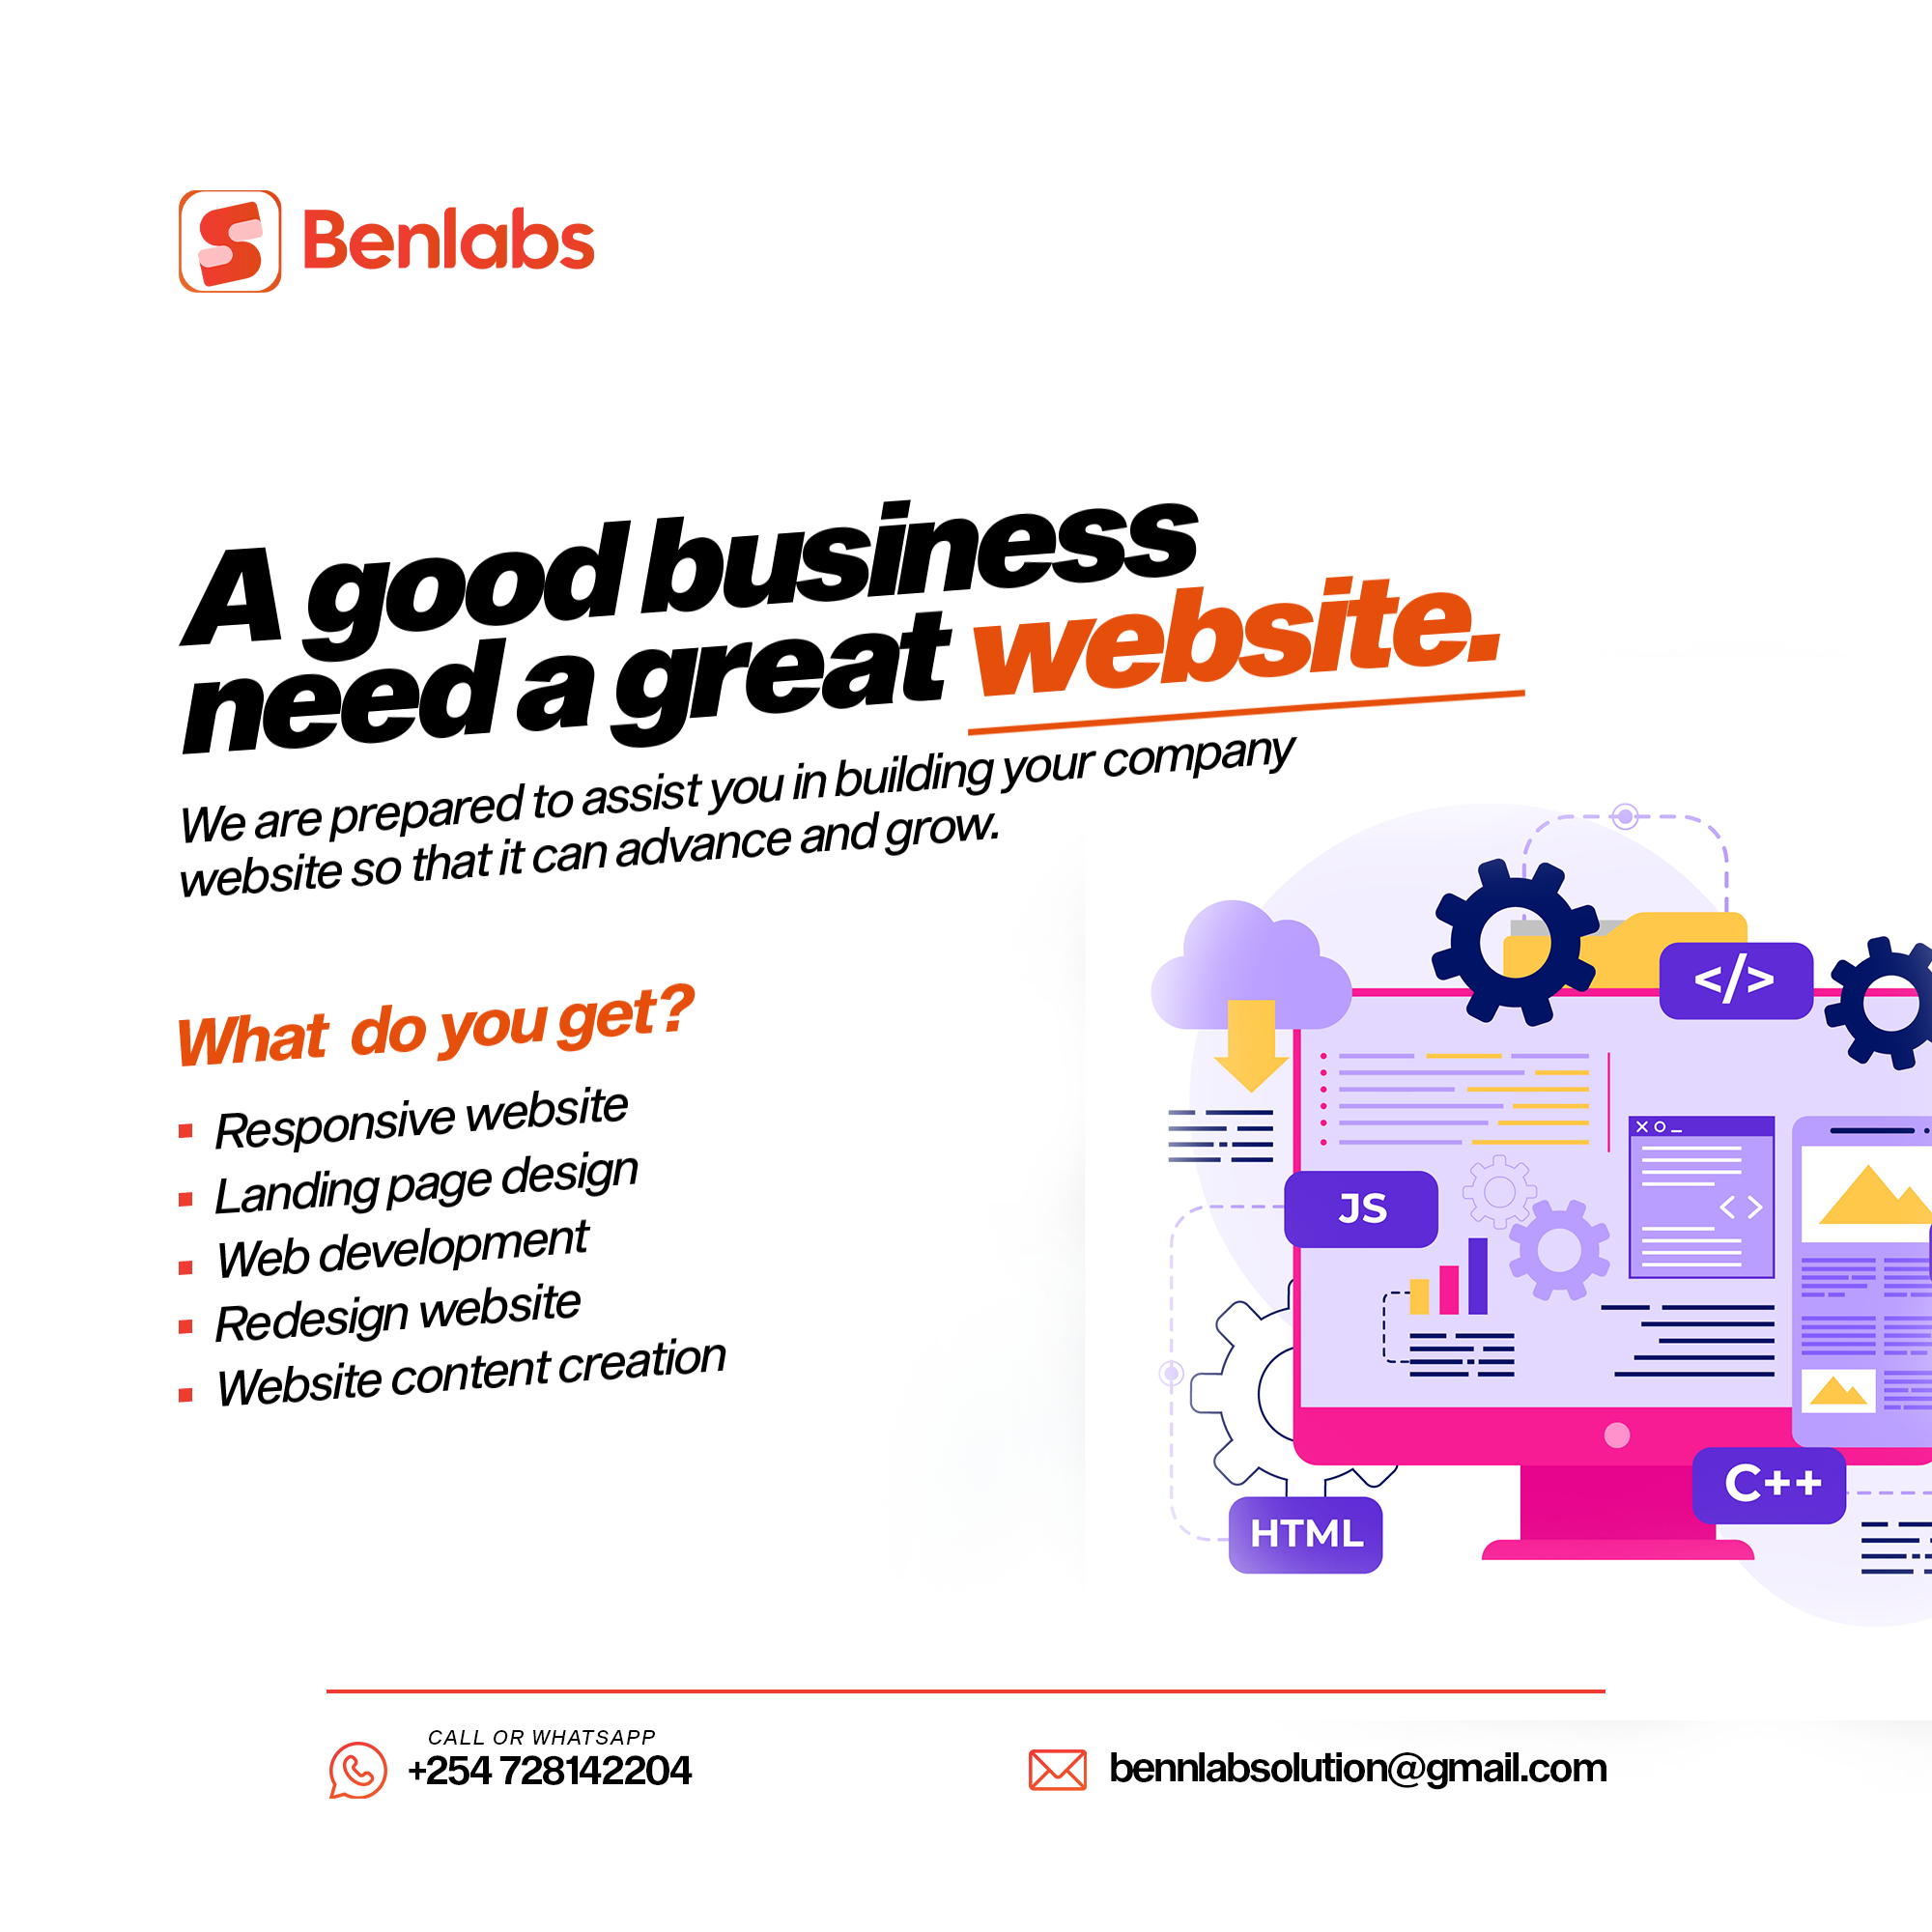 Benlabs
A good business
need a great website.
We are prepared to assist you in building your company
website so that it can advance and grow.
What do you get?
Responsive website
Landing page design
Web development
Redesign website
Website content creation
</>
JS
< >
C++
HTML
CALL OR WHATSAPP
+254 728142204
bennlabsolution@gmail.com